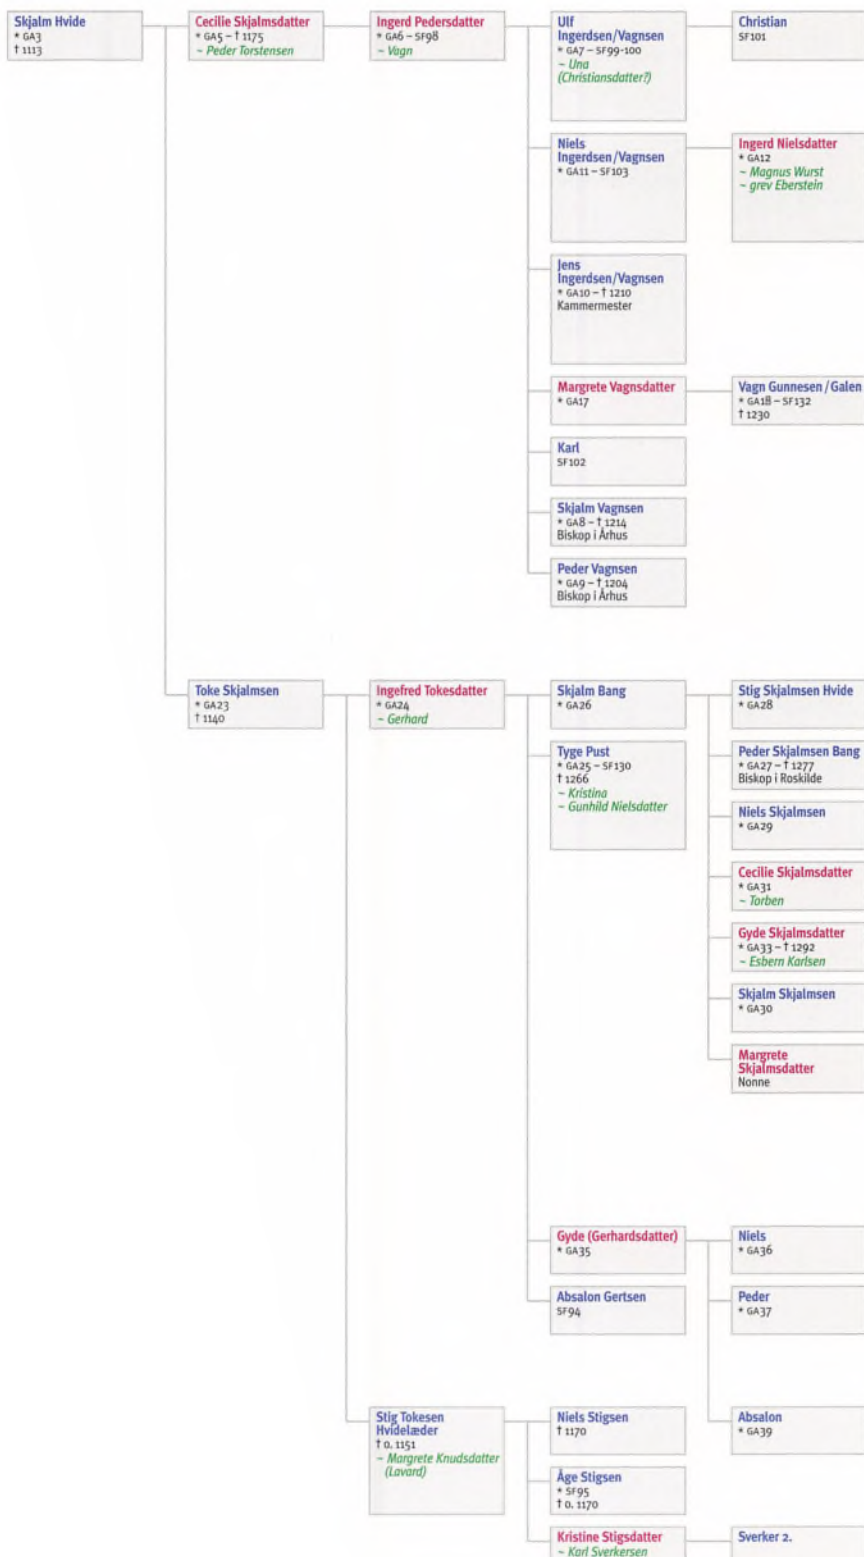 Skjalm Hvide
* GA3
† 1113
Cecilie Skjalmsdatter
* GA5 – † 1175
~ Peder Torstensen
Ingerd Pedersdatter
* GA6 – SF98
~ Vagn
Ulf
Ingerdsen/Vagnsen
* GA7 – SF99-100
~ Una
(Christiansdatter?)
Christian
SF101
Niels
Ingerdsen/Vagnsen
* GA11 – SF103
Ingerd Nielsdatter
* GA12
~ Magnus Wurst
~ grev Eberstein
Jens
Ingerdsen/Vagnsen
* GA10 – † 1210
Kammermester
Margrete Vagnsdatter
* GA17
Vagn Gunnesen / Galen
* GA18 – SF132
† 1230
Karl
SF102
Skjalm Vagnsen
* GA8 – † 1214
Biskop i Århus
Peder Vagnsen
* GA9 – † 1204
Biskop i Århus
Toke Skjalmsen
* GA23
† 1140
Ingefred Tokesdatter
* GA24
~ Gerhard
Skjalm Bang
* GA26
Stig Skjalmsen Hvide
* GA28
Tyge Pust
* GA25 – SF130
† 1266
~ Kristina
~ Gunhild Nielsdatter
Peder Skjalmsen Bang
* GA27 – † 1277
Biskop i Roskilde
Niels Skjalmsen
* GA29
Cecilie Skjalmsdatter
* GA31
~ Torben
Gyde Skjalmsdatter
* GA33 – † 1292
~ Esbern Karlsen
Skjalm Skjalmsen
* GA30
Margrete
Skjalmsdatter
Nonne
Gyde (Gerhardsdatter)
* GA35
Niels
* GA36
Absalon Gertsen
SF94
Peder
* GA37
Stig Tokesen
Hvidelæder
† o. 1151
~ Margrete Knudsdatter
(Lavard)
Niels Stigsen
† 1170
Absalon
* GA39
Åge Stigsen
* SF95
† o. 1170
Kristine Stigsdatter
~ Karl Sverkersen
Sverker 2.